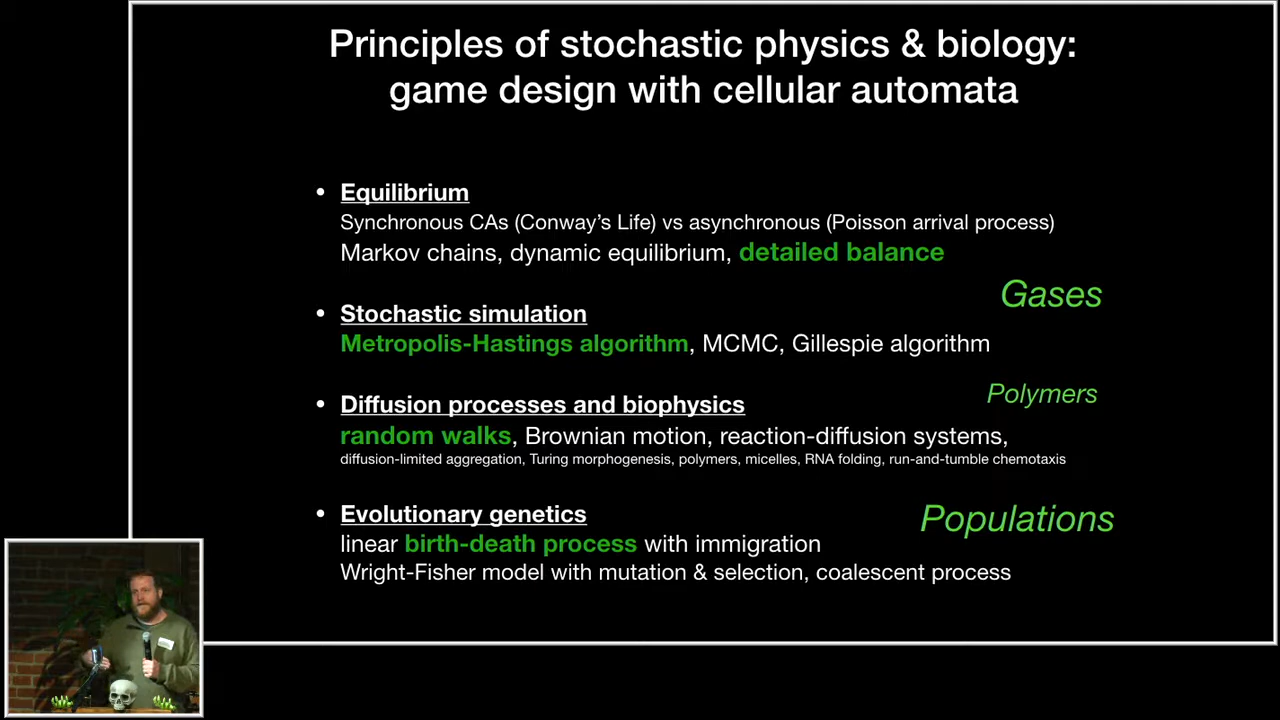 Principles of stochastic physics & biology:
game design with cellular automata
• Equilibrium
Synchronous CAs (Conway's Life) vs asynchronous (Poisson arrival process)
Markov chains, dynamic equilibrium, detailed balance
Gases
• Stochastic simulation
Metropolis-Hastings algorithm, MCMC, Gillespie algorithm
Polymers
• Diffusion processes and biophysics
random walks, Brownian motion, reaction-diffusion systems,
diffusion-limited aggregation, Turing morphogenesis, polymers, micelles, RNA folding, run-and-tumble chemotaxis
• Evolutionary genetics
Populations
linear birth-death process with immigration
Wright-Fisher model with mutation & selection, coalescent process